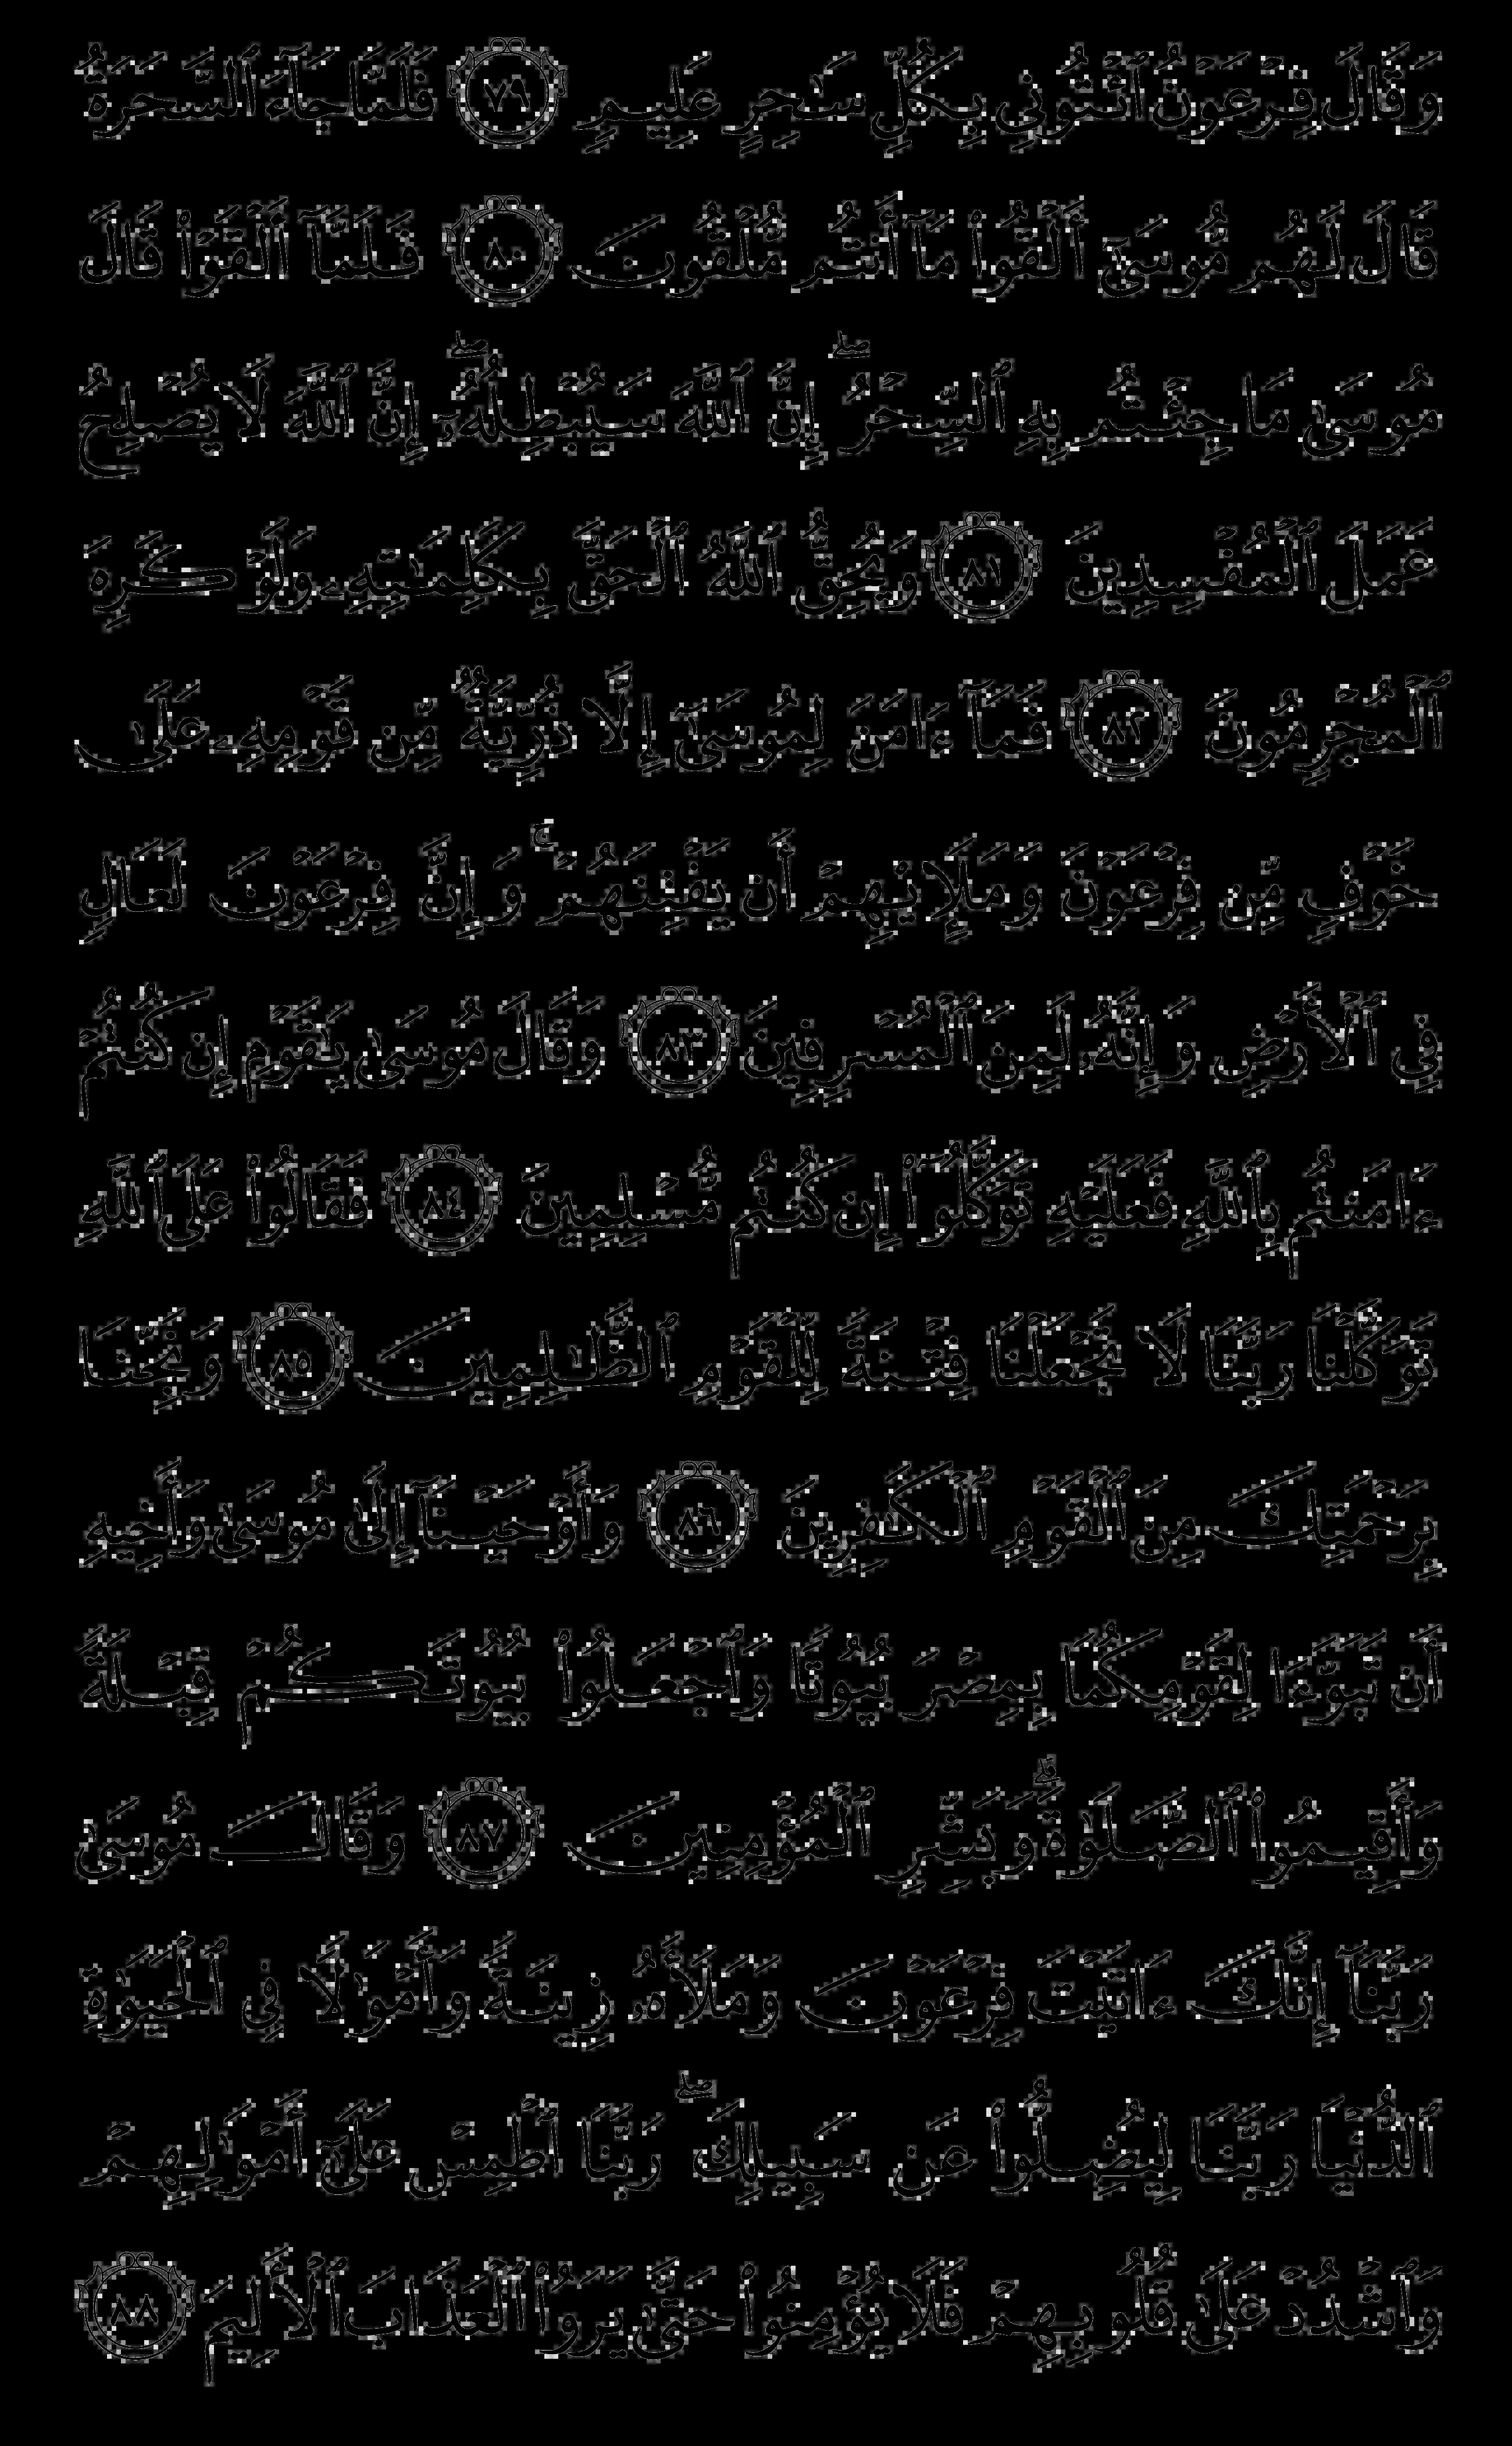 وَقَالَ فِرْعَوْنُ ٱئْتُونِي بِكُلِّ سَٰحِرٍ عَلِيمٍ ٧٩ فَلَمَّا جَآءَ ٱلسَّحَرَةُ
قَالَ لَهُم مُّوسَىٰٓ أَلْقُوا۟ مَآ أَنتُم مُّلْقُونَ ٨٠ فَلَمَّآ أَلْقَوْا۟ قَالَ
مُوسَىٰ مَا جِئْتُم بِهِ ٱلسِّحْرُۖ إِنَّ ٱللَّهَ سَيُبْطِلُهُۥٓۖ إِنَّ ٱللَّهَ لَا يُصْلِحُ
عَمَلَ ٱلْمُفْسِدِينَ ٨١ وَيُحِقُّ ٱللَّهُ ٱلْحَقَّ بِكَلِمَٰتِهِۦ وَلَوْ كَرِهَ
ٱلْمُجْرِمُونَ ٨٢ فَمَآ ءَامَنَ لِمُوسَىٰٓ إِلَّا ذُرِّيَّةٌ مِّن قَوْمِهِۦ عَلَىٰ
خَوْفٍ مِّن فِرْعَوْنَ وَمَلَإِي۟هِمْ أَن يَفْتِنَهُمْۚ وَإِنَّ فِرْعَوْنَ لَعَالٍ
فِي ٱلْأَرْضِ وَإِنَّهُۥ لَمِنَ ٱلْمُسْرِفِينَ ٨٣ وَقَالَ مُوسَىٰ يَٰقَوْمِ إِن كُنتُمْ
ءَامَنتُم بِٱللَّهِ فَعَلَيْهِ تَوَكَّلُوٓا۟ إِن كُنتُم مُّسْلِمِينَ ٨٤ فَقَالُوا۟ عَلَى ٱللَّهِ
تَوَكَّلْنَا رَبَّنَا لَا تَجْعَلْنَا فِتْنَةً لِّلْقَوْمِ ٱلظَّٰلِمِينَ ٨٥ وَنَجِّنَا
بِرَحْمَتِكَ مِنَ ٱلْقَوْمِ ٱلْكَٰفِرِينَ ٨٦ وَأَوْحَيْنَآ إِلَىٰ مُوسَىٰ وَأَخِيهِ
أَن تَبَوَّءَا لِقَوْمِكُمَا بِمِصْرَ بُيُوتًا وَٱجْعَلُوا۟ بُيُوتَكُمْ قِبْلَةً
وَأَقِيمُوا۟ ٱلصَّلَوٰةَۗ وَبَشِّرِ ٱلْمُؤْمِنِينَ ٨٧ وَقَالَ مُوسَىٰ
رَبَّنَآ إِنَّكَ ءَاتَيْتَ فِرْعَوْنَ وَمَلَأَهُۥ زِينَةً وَأَمْوَٰلًا فِي ٱلْحَيَوٰةِ
ٱلدُّنْيَا رَبَّنَا لِيُضِلُّوا۟ عَن سَبِيلِكَۖ رَبَّنَا ٱطْمِسْ عَلَىٰٓ أَمْوَٰلِهِمْ
وَٱشْدُدْ عَلَىٰ قُلُوبِهِمْ فَلَا يُؤْمِنُوا۟ حَتَّىٰ يَرَوُا۟ ٱلْعَذَابَ ٱلْأَلِيمَ ٨٨